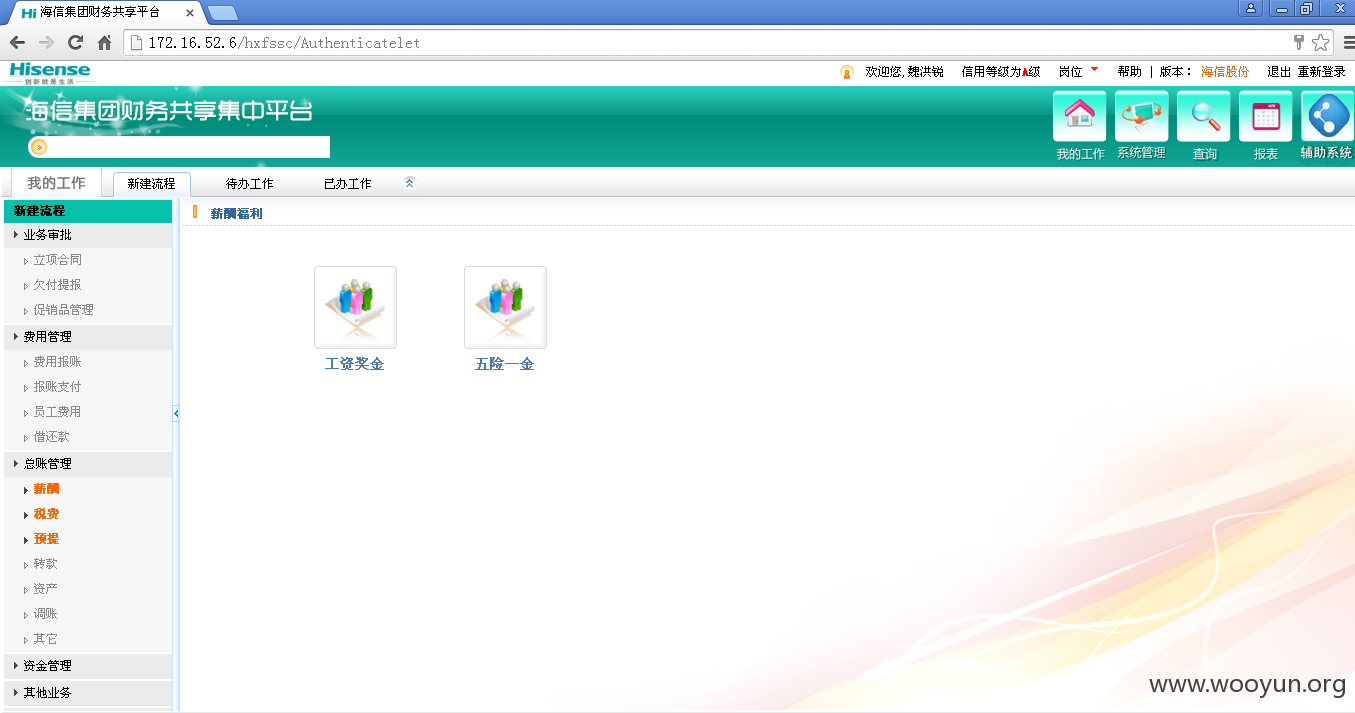 Hi 海信集团财务共享平台
172.16.52.6/hxfssc/Authenticatelet
Hisense
创新就是生活
欢迎您,魏洪锐 信用等级为A级 岗位 帮助 | 版本： 海信股份 退出 重新登录
海信集团财务共享集中平台
我的工作 系统管理 查询 报表 辅助系统
我的工作 新建流程 待办工作 已办工作
新建流程
薪酬福利
业务审批
立项合同
欠付提报
促销品管理
费用管理
费用报账
报账支付
员工费用
借还款
总账管理
薪酬
税费
预提
转款
资产
调账
其它
资金管理
其他业务
工资奖金 五险一金
www.wooyun.org